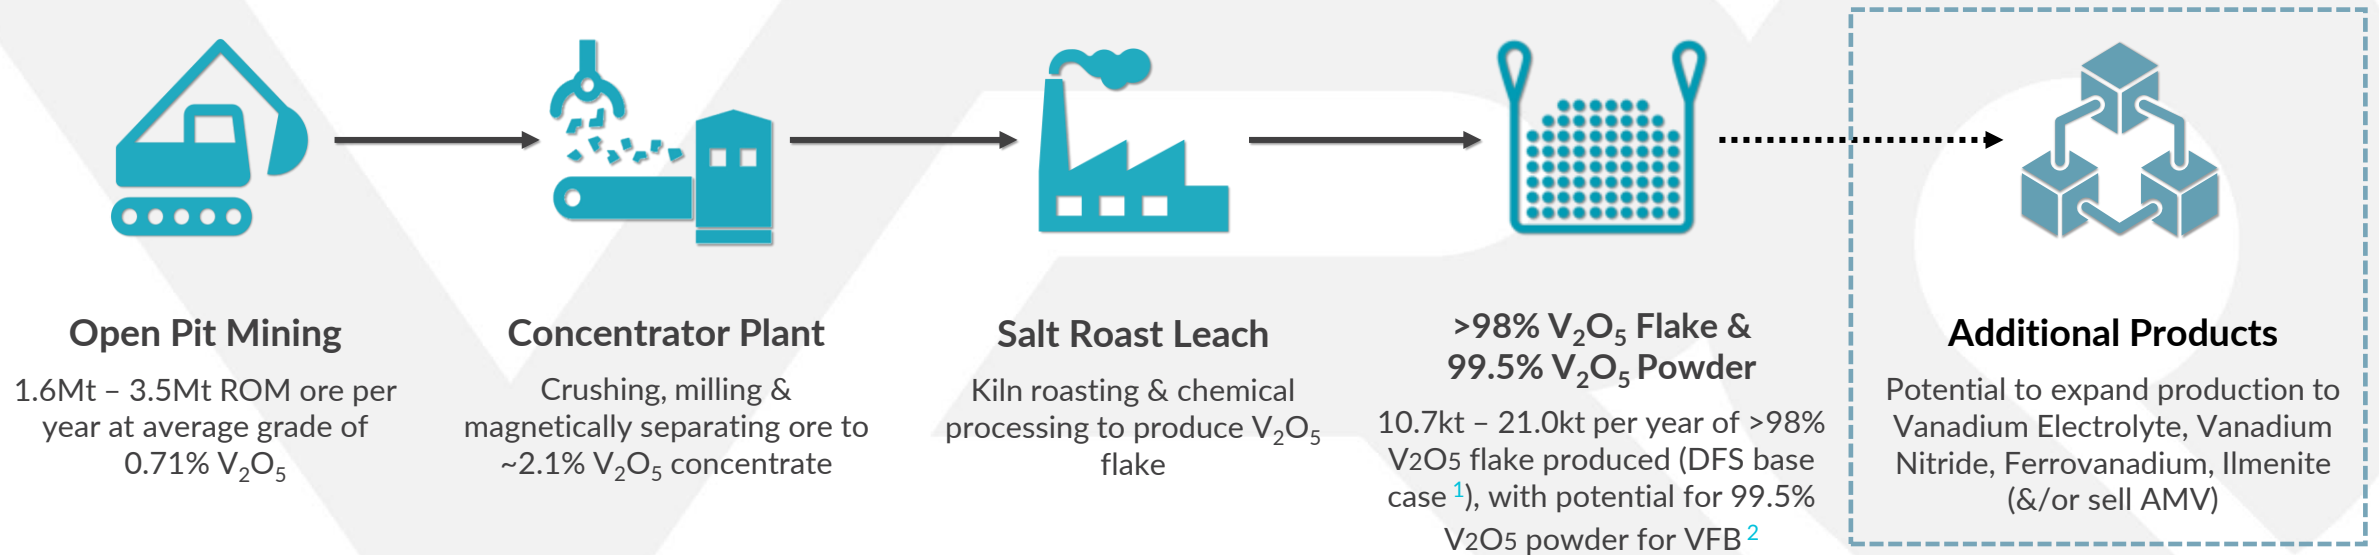 Open Pit Mining
1.6Mt – 3.5Mt ROM ore per
year at average grade of
0.71% V₂O₅
Concentrator Plant
Crushing, milling &
magnetically separating ore to
~2.1% V₂O₅ concentrate
Salt Roast Leach
Kiln roasting & chemical
processing to produce V₂O₅
flake
>98% V₂O₅ Flake &
99.5% V₂O₅ Powder
10.7kt – 21.0kt per year of >98%
V2O5 flake produced (DFS base
case ¹), with potential for 99.5%
V2O5 powder for VFB ²
Additional Products
Potential to expand production to
Vanadium Electrolyte, Vanadium
Nitride, Ferrovanadium, Ilmenite
(&/or sell AMV)